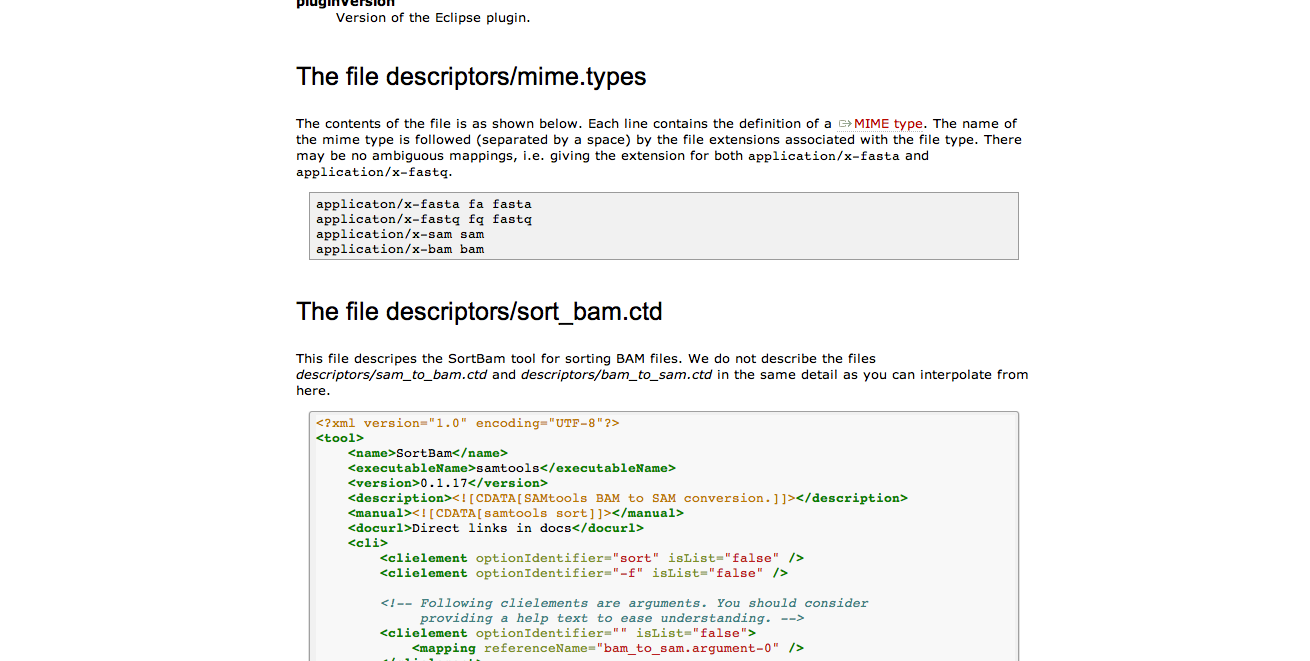 pluginVersion
Version of the Eclipse plugin.
The file descriptors/mime.types
The contents of the file is as shown below. Each line contains the definition of a MIME type. The name of
the mime type is followed (separated by a space) by the file extensions associated with the file type. There
may be no ambiguous mappings, i.e. giving the extension for both application/x-fasta and
application/x-fastq.
applicaton/x-fasta fa fasta
applicaton/x-fastq fq fastq
application/x-sam sam
application/x-bam bam
The file descriptors/sort_bam.ctd
This file descripes the SortBam tool for sorting BAM files. We do not describe the files
descriptors/sam_to_bam.ctd and descriptors/bam_to_sam.ctd in the same detail as you can interpolate from
here.
<?xml version="1.0" encoding="UTF-8"?>
<tool>
<name>SortBam</name>
<executableName>samtools</executableName>
<version>0.1.17</version>
<description><![CDATA[SAMtools BAM to SAM conversion.]]></description>
<manual><![CDATA[samtools sort]]></manual>
<docurl>Direct links in docs</docurl>
<cli>
<clielement optionIdentifier="sort" isList="false" />
<clielement optionIdentifier="-f" isList="false" />
<!-- Following clielements are arguments. You should consider
providing a help text to ease understanding. -->
<clielement optionIdentifier="" isList="false">
<mapping referenceName="bam_to_sam.argument-0" />